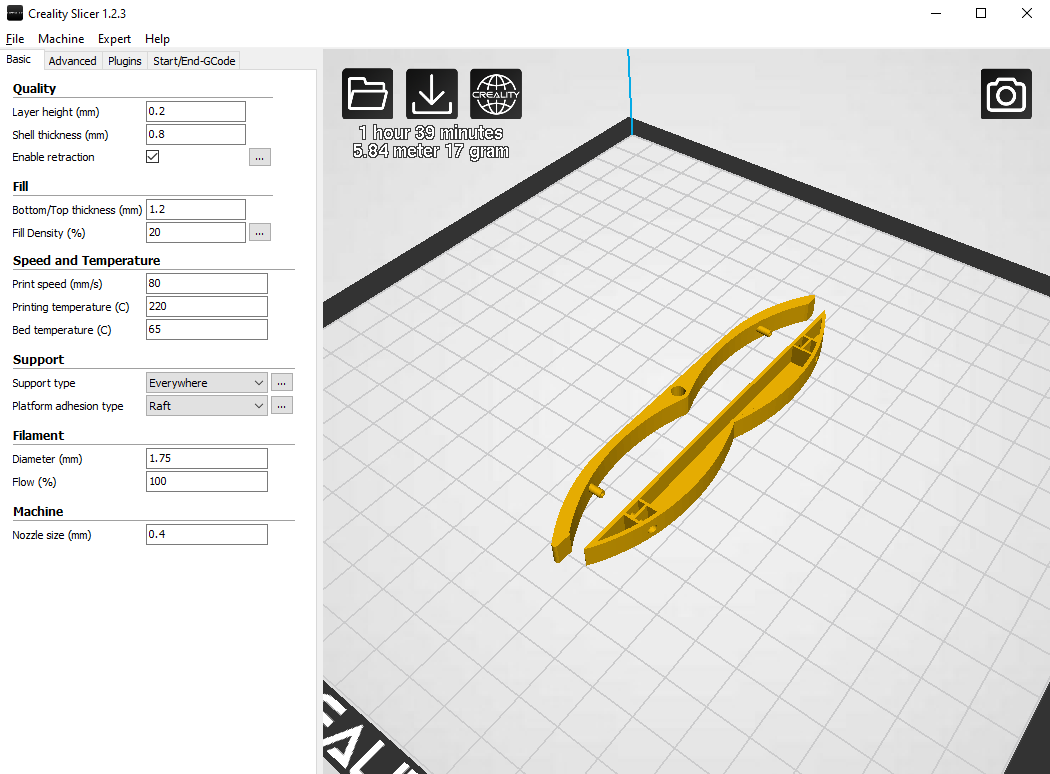 Creality Slicer 1.2.3
File Machine Expert Help
Basic Advanced Plugins Start/End-GCode
Quality
Layer height (mm) 0.2
Shell thickness (mm) 0.8
Enable retraction ...
Fill
Bottom/Top thickness (mm) 1.2
Fill Density (%) 20 ...
Speed and Temperature
Print speed (mm/s) 80
Printing temperature (C) 220
Bed temperature (C) 65
Support
Support type Everywhere ...
Platform adhesion type Raft ...
Filament
Diameter (mm) 1.75
Flow (%) 100
Machine
Nozzle size (mm) 0.4
CREALITY
1 hour 39 minutes
5.84 meter 17 gram